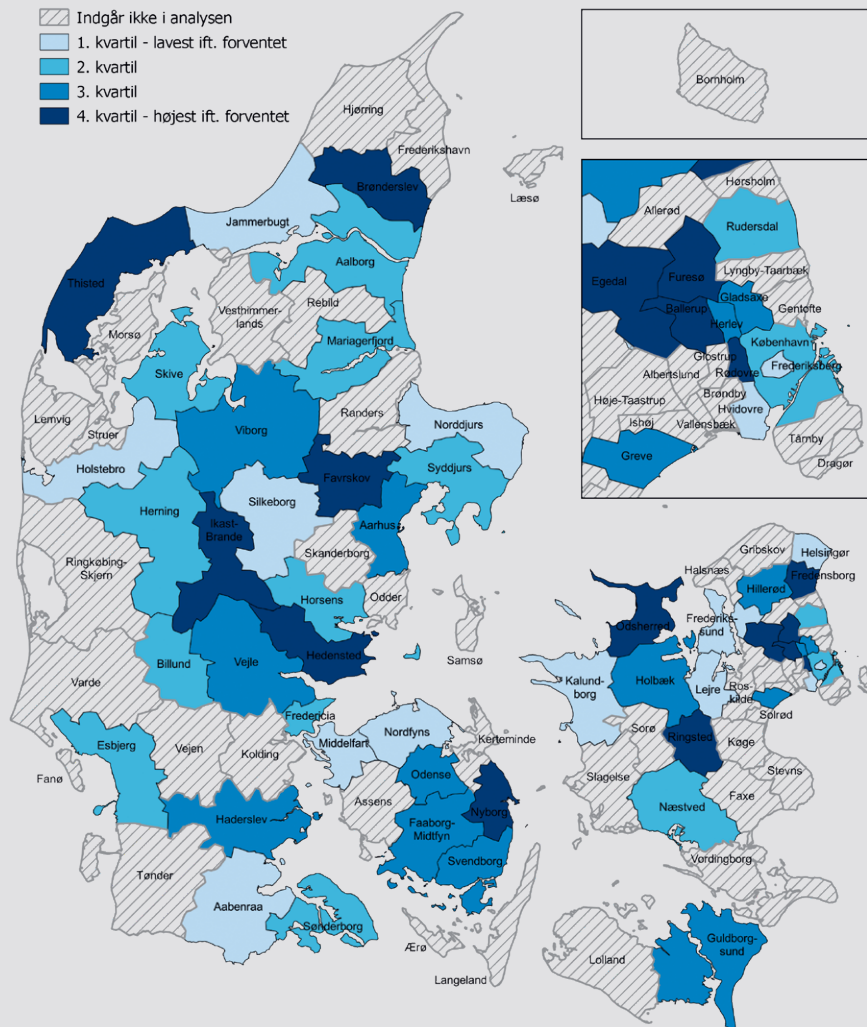 Indgår ikke i analysen
1. kvartil - lavest ift. forventet
2. kvartil
3. kvartil
4. kvartil - højest ift. forventet
Bornholm
Hjørring
Frederikshavn
Læsø
Brønderslev
Jammerbugt
Thisted
Aalborg
Vesthimmer-
lands
Rebild
Morsø
Mariagerfjord
Skive
Lemvig
Struer
Viborg
Randers
Norddjurs
Holstebro
Favrskov
Syddjurs
Herning
Silkeborg
Ikast-
Brande
Aarhus
Skanderborg
Ringkøbing-
Skjern
Horsens
Odder
Samsø
Hedensted
Billund
Vejle
Varde
Fredericia
Esbjerg
Vejen
Kolding
Fanø
Middelfart
Nordfyns
Kerteminde
Odense
Assens
Nyborg
Haderslev
Faaborg-
Midtfyn
Svendborg
Tønder
Aabenraa
Sønderborg
Ærø
Langeland
Hørsholm
Allerød
Rudersdal
Egedal
Furesø
Lyngby-Taarbæk
Gladsaxe
Gentofte
Ballerup
Herlev
København
Glostrup
Frederiksberg
Rødovre
Albertslund
Brøndby
Høje-Taastrup
Hvidovre
Ishøj
Vallensbæk
Greve
Tårnby
Dragør
Gribskov
Helsingør
Halsnæs
Fredensborg
Hillerød
Odsherred
Frederiks-
sund
Kalund-
borg
Holbæk
Lejre
Ros-
kilde
Solrød
Sorø
Ringsted
Køge
Slagelse
Stevns
Næstved
Faxe
Vordingborg
Guldborg-
sund
Lolland